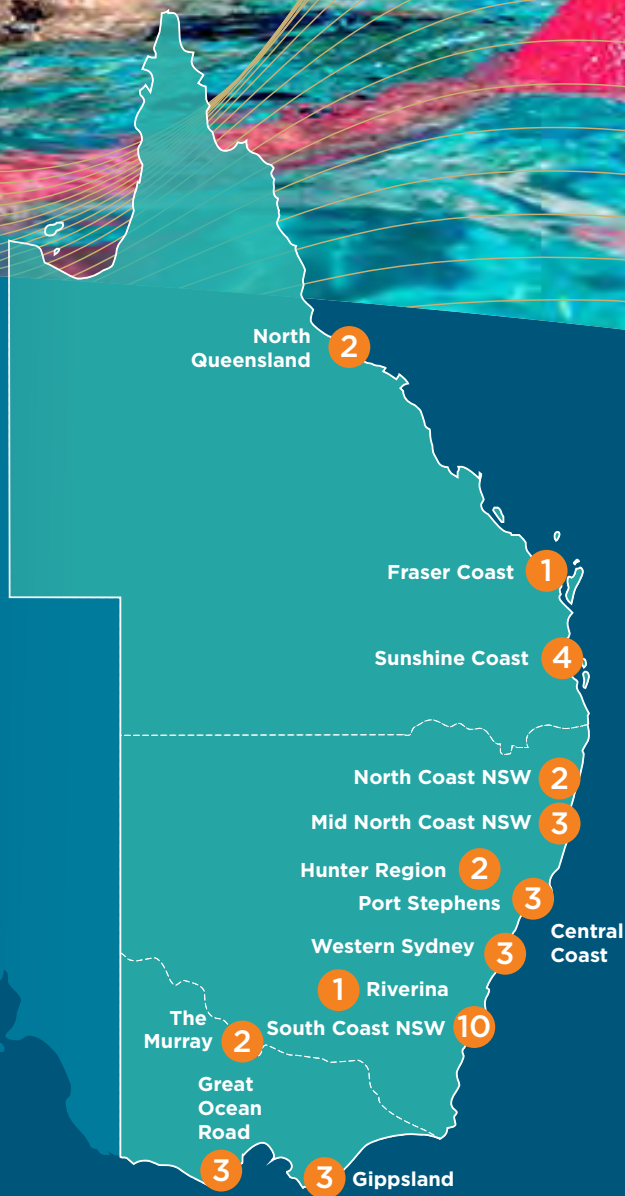 North
Queensland
2
Fraser Coast
1
Sunshine Coast
4
North Coast NSW
2
Mid North Coast NSW
3
Hunter Region
2
Port Stephens
3
Central
Coast
Western Sydney
3
1
Riverina
South Coast NSW
10
The
Murray
2
Great
Ocean
Road
3
3
Gippsland